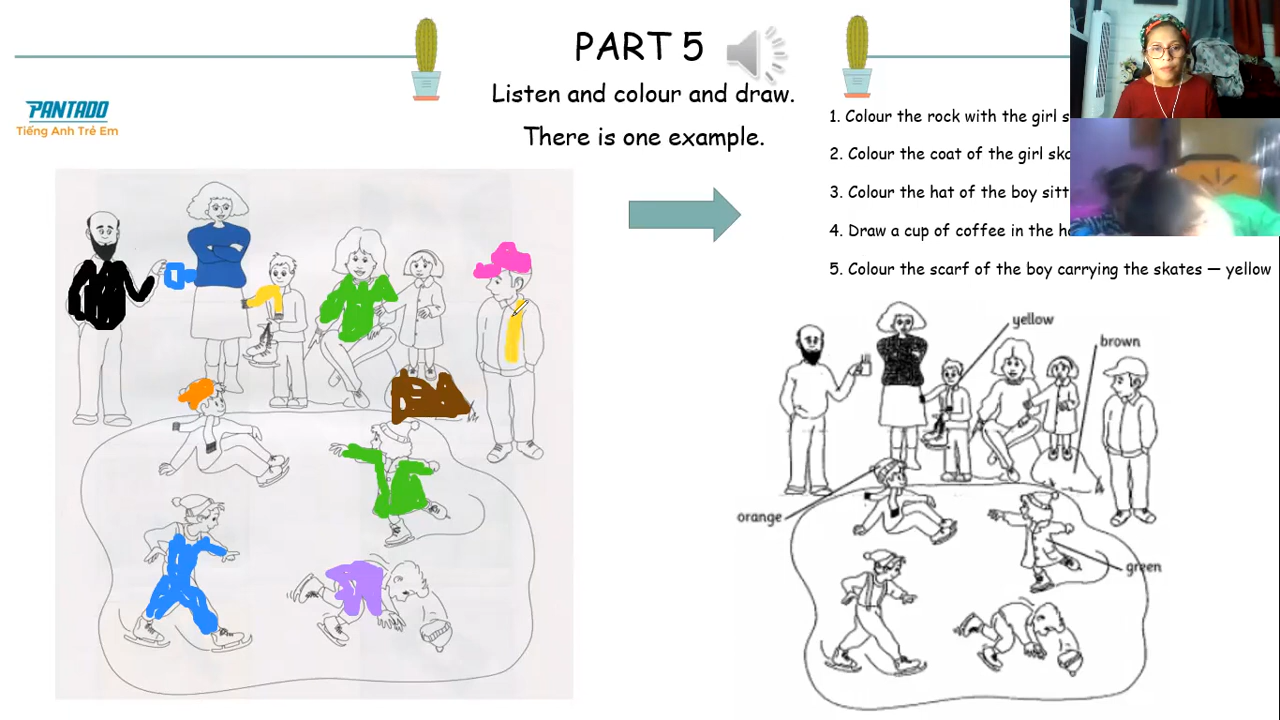 PART 5
Listen and colour and draw.
There is one example.
PANTADO
Tiếng Anh Trẻ Em
1. Colour the rock with the girl s
2. Colour the coat of the girl ska
3. Colour the hat of the boy sitt
4. Draw a cup of coffee in the
5. Colour the scarf of the boy carrying the skates — yellow
yellow
brown
orange
green